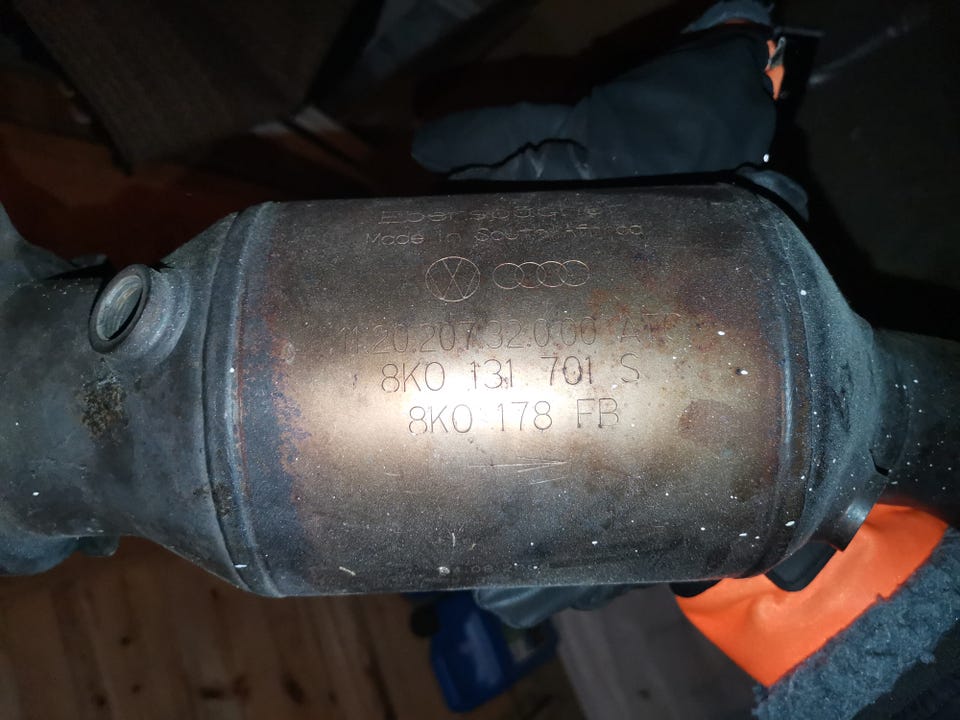 Eberspächer
Made in South Africa
11.20.207.32.0.00
8K0 131 701 S
8K0 178 FB